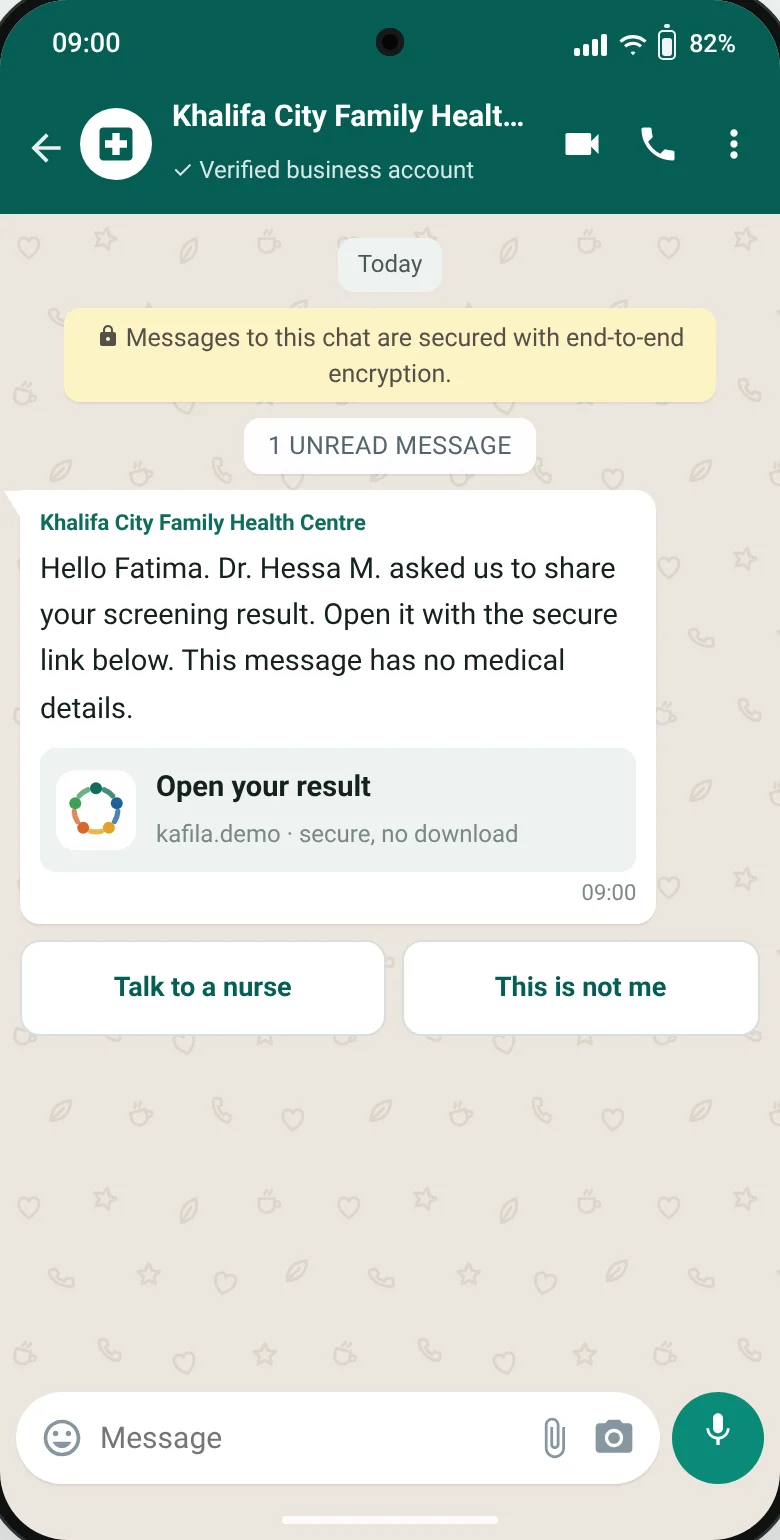 09:00
82%
Khalifa City Family Healt...
✓ Verified business account
Today
Messages to this chat are secured with end-to-end
encryption.
1 UNREAD MESSAGE
Khalifa City Family Health Centre
Hello Fatima. Dr. Hessa M. asked us to share
your screening result. Open it with the secure
link below. This message has no medical
details.
Open your result
kafila.demo · secure, no download
09:00
Talk to a nurse
This is not me
Message